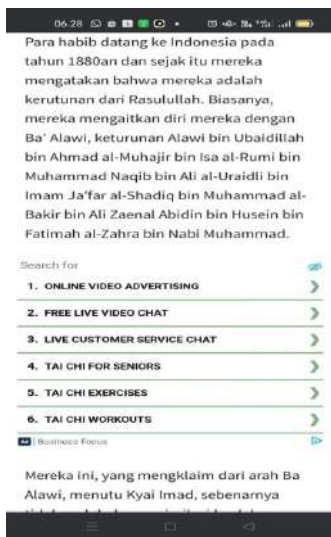 06.28
Para habib datang ke Indonesia pada
tahun 1880an dan sejak itu mereka
mengatakan bahwa mereka adalah
kerutunan dari Rasulullah. Biasanya,
mereka mengaitkan diri mereka dengan
Ba' Alawi, keturunan Alawi bin Ubaidillah
bin Ahmad al-Muhajir bin Isa al-Rumi bin
Muhammad Naqib bin Ali al-Uraidli bin
Imam Ja'far al-Shadiq bin Muhammad al-
Bakir bin Ali Zaenal Abidin bin Husein bin
Fatimah al-Zahra bin Nabi Muhammad.
Search for
1. ONLINE VIDEO ADVERTISING
2. FREE LIVE VIDEO CHAT
3. LIVE CUSTOMER SERVICE CHAT
4. TAI CHI FOR SENIORS
5. TAI CHI EXERCISES
6. TAI CHI WORKOUTS
Ad | Business Focus
Mereka ini, yang mengklaim dari arah Ba
Alawi, menutu Kyai Imad, sebenarnya